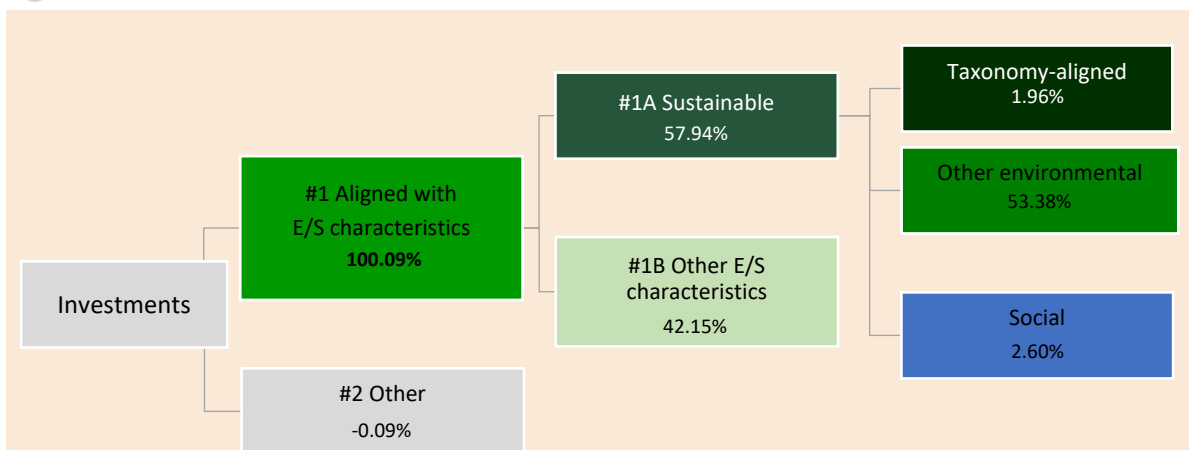 Investments
#1 Aligned with
E/S characteristics
100.09%
#2 Other
-0.09%
#1A Sustainable
57.94%
#1B Other E/S
characteristics
42.15%
Taxonomy-aligned
1.96%
Other environmental
53.38%
Social
2.60%